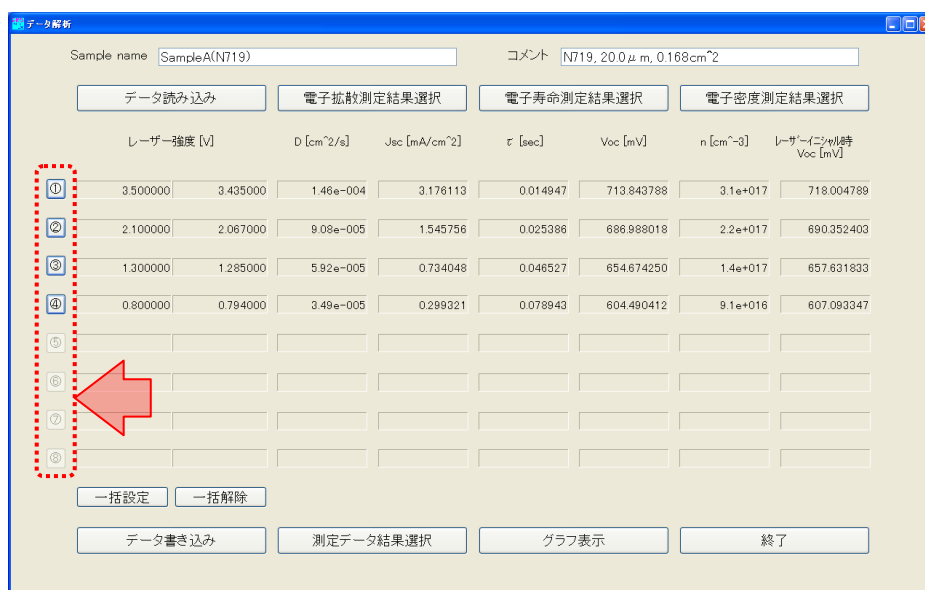 データ解析
Sample name SampleA(N719) コメント N719, 20.0μm, 0.168cm^2
データ読み込み 電子拡散測定結果選択 電子寿命測定結果選択 電子密度測定結果選択
レーザー強度 [V] D [cm^2/s] Jsc [mA/cm^2] τ [sec] Voc [mV] n [cm^-3] レーザーイニシャル時
Voc [mV]
① 3.500000 3.435000 1.46e-004 3.176113 0.014947 713.843788 3.1e+017 718.004789
② 2.100000 2.067000 9.08e-005 1.545756 0.025386 686.988018 2.2e+017 690.352403
③ 1.300000 1.285000 5.92e-005 0.734048 0.046527 654.674250 1.4e+017 657.631833
④ 0.800000 0.794000 3.49e-005 0.299321 0.078943 604.490412 9.1e+016 607.093347
⑤
⑥
⑦
⑧
一括設定 一括解除
データ書き込み 測定データ結果選択 グラフ表示 終了